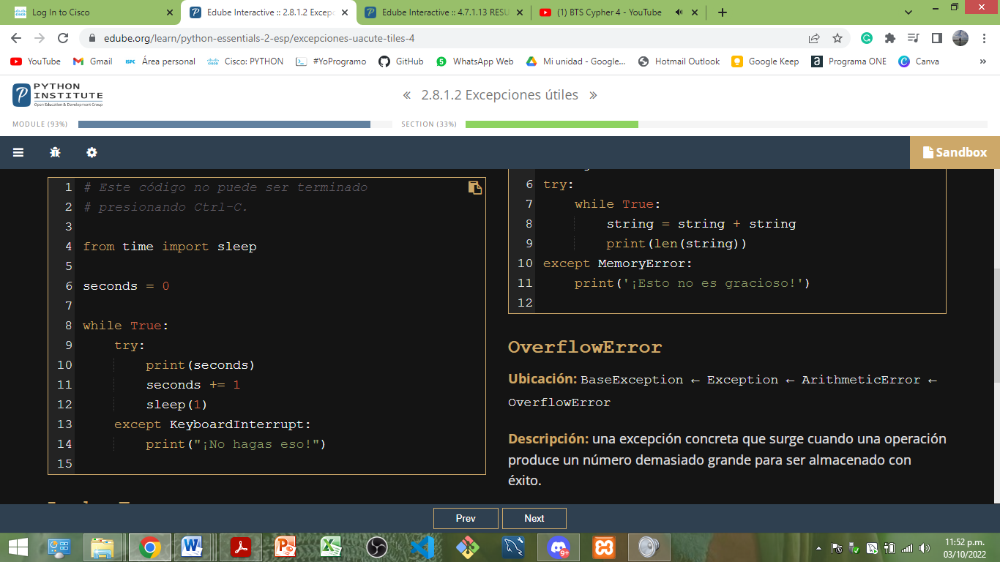 Log In to Cisco
Edube Interactive :: 2.8.1.2 Excepc
Edube Interactive :: 4.7.1.13 RESU
(1) BTS Cypher 4 - YouTube
edube.org/learn/python-essentials-2-esp/excepciones-uacute-tiles-4
YouTube
Gmail
ispc Área personal
Cisco: PYTHON
#YoProgramo
GitHub
WhatsApp Web
Mi unidad - Google...
Hotmail Outlook
Google Keep
Programa ONE
Canva
»
PYTHON
INSTITUTE
Open Education & Development Group
« 2.8.1.2 Excepciones útiles »
MODULE (93%)
SECTION (33%)
Sandbox
1 # Este código no puede ser terminado
2 # presionando Ctrl-C.
3
4 from time import sleep
5
6 seconds = 0
7
8 while True:
9 try:
10 print(seconds)
11 seconds += 1
12 sleep(1)
13 except KeyboardInterrupt:
14 print("¡No hagas eso!")
15
6 try:
7 while True:
8 string = string + string
9 print(len(string))
10 except MemoryError:
11 print('¡Esto no es gracioso!')
12
OverflowError
Ubicación: BaseException ← Exception ← ArithmeticError ←
OverflowError
Descripción: una excepción concreta que surge cuando una operación
produce un número demasiado grande para ser almacenado con
éxito.
Prev
Next
9+
11:52 p.m.
03/10/2022